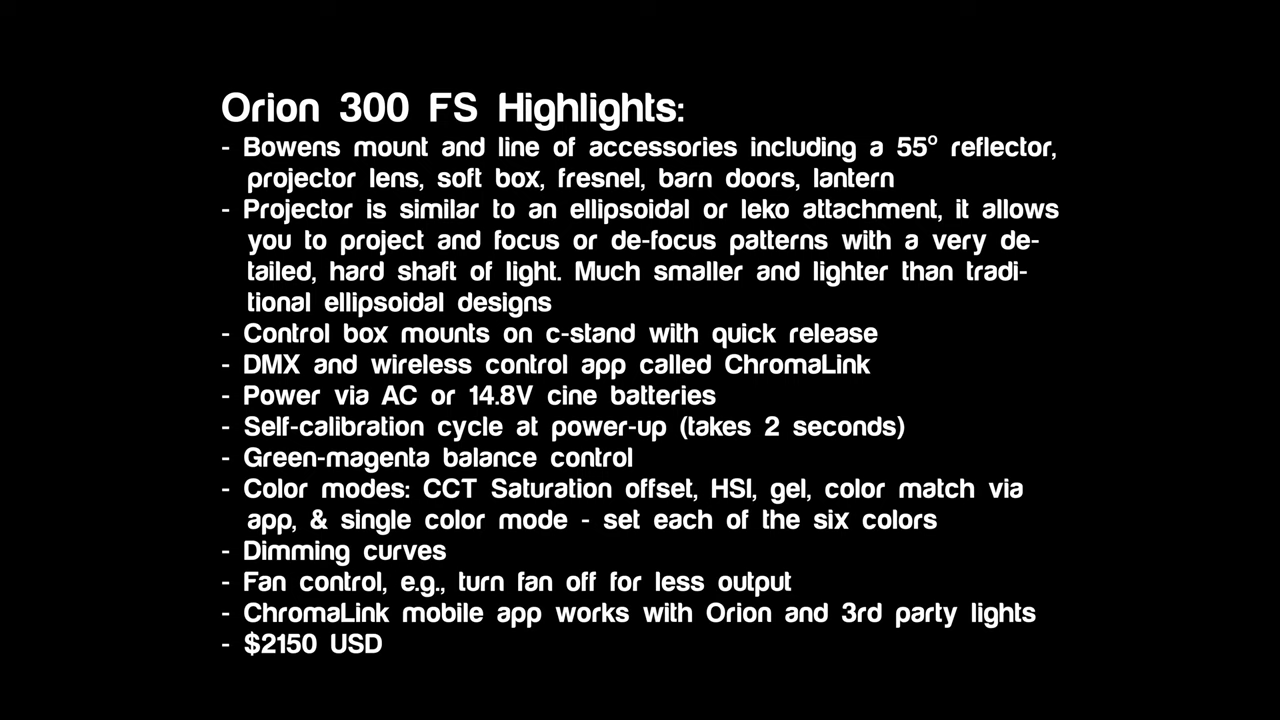 Orion 300 FS Highlights:
- Bowens mount and line of accessories including a 55° reflector,
projector lens, soft box, fresnel, barn doors, lantern
- Projector is similar to an ellipsoidal or leko attachment, it allows
you to project and focus or de-focus patterns with a very de-
tailed, hard shaft of light. Much smaller and lighter than tradi-
tional ellipsoidal designs
- Control box mounts on c-stand with quick release
- DMX and wireless control app called ChromaLink
- Power via AC or 14.8V cine batteries
- Self-calibration cycle at power-up (takes 2 seconds)
- Green-magenta balance control
- Color modes: CCT Saturation offset, HSI, gel, color match via
app, & single color mode - set each of the six colors
- Dimming curves
- Fan control, e.g., turn fan off for less output
- ChromaLink mobile app works with Orion and 3rd party lights
- $2150 USD